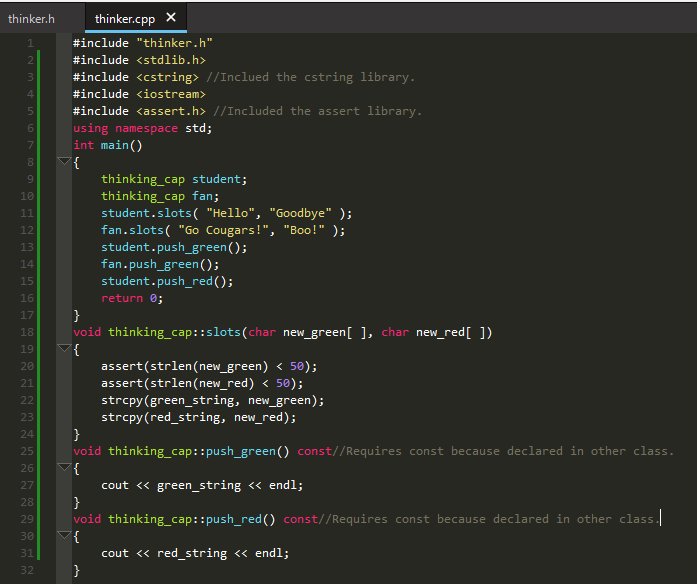 thinker.h thinker.cpp ✕
1 #include "thinker.h"
2 #include <stdlib.h>
3 #include <cstring> //Inclued the cstring library.
4 #include <iostream>
5 #include <assert.h> //Included the assert library.
6 using namespace std;
7 int main()
8 {
9     thinking_cap student;
10     thinking_cap fan;
11     student.slots( "Hello", "Goodbye" );
12     fan.slots( "Go Cougars!", "Boo!" );
13     student.push_green();
14     fan.push_green();
15     student.push_red();
16     return 0;
17 }
18 void thinking_cap::slots(char new_green[ ], char new_red[ ])
19 {
20     assert(strlen(new_green) < 50);
21     assert(strlen(new_red) < 50);
22     strcpy(green_string, new_green);
23     strcpy(red_string, new_red);
24 }
25 void thinking_cap::push_green() const//Requires const because declared in other class.
26 {
27     cout << green_string << endl;
28 }
29 void thinking_cap::push_red() const//Requires const because declared in other class.
30 {
31     cout << red_string << endl;
32 }